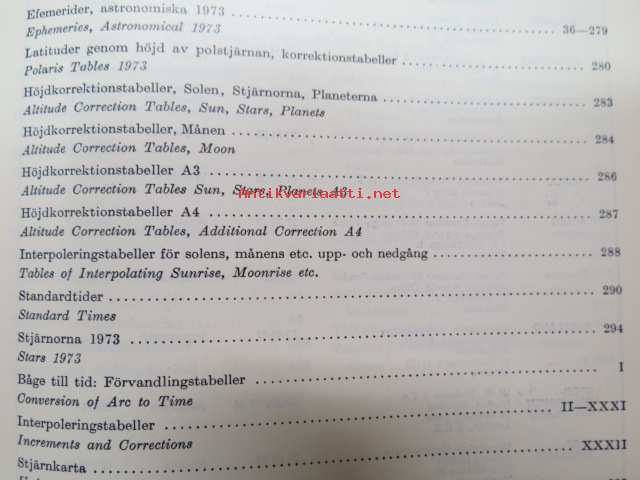 Efemerider, astronomiska 1973
Ephemeries, Astronomical 1973 36—279
Latituder genom höjd av polstjärnan, korrektionstabeller
Polaris Tables 1973 280
Höjdkorrektionstabeller, Solen, Stjärnorna, Planeterna 283
Altitude Correction Tables, Sun, Stars, Planets
Höjdkorrektionstabeller, Månen 284
Altitude Correction Tables, Moon
Höjdkorrektionstabeller A3 286
Altitude Correction Tables Sun, Stars, Planets A3
Antikvariaatti.net
Höjdkorrektionstabeller A4 287
Altitude Correction Tables, Additional Correction A4
Interpoleringstabeller för solens, månens etc. upp- och nedgång 288
Tables of Interpolating Sunrise, Moonrise etc.
Standardtider 290
Standard Times
Stjärnorna 1973 294
Stars 1973
Båge till tid: Förvandlingstabeller I
Conversion of Arc to Time
Interpoleringstabeller II—XXXI
Increments and Corrections
Stjärnkarta XXXII